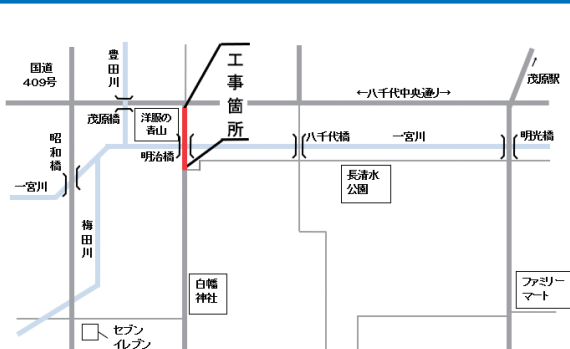 国道
409号
豊田川
工事箇所
茂原駅
←八千代中央通り→
茂原橋
洋服の
青山
昭和橋
明治橋
八千代橋
一宮川
明光橋
一宮川
長清水
公園
梅田川
白幡
神社
ファミリー
マート
セブン
イレブン